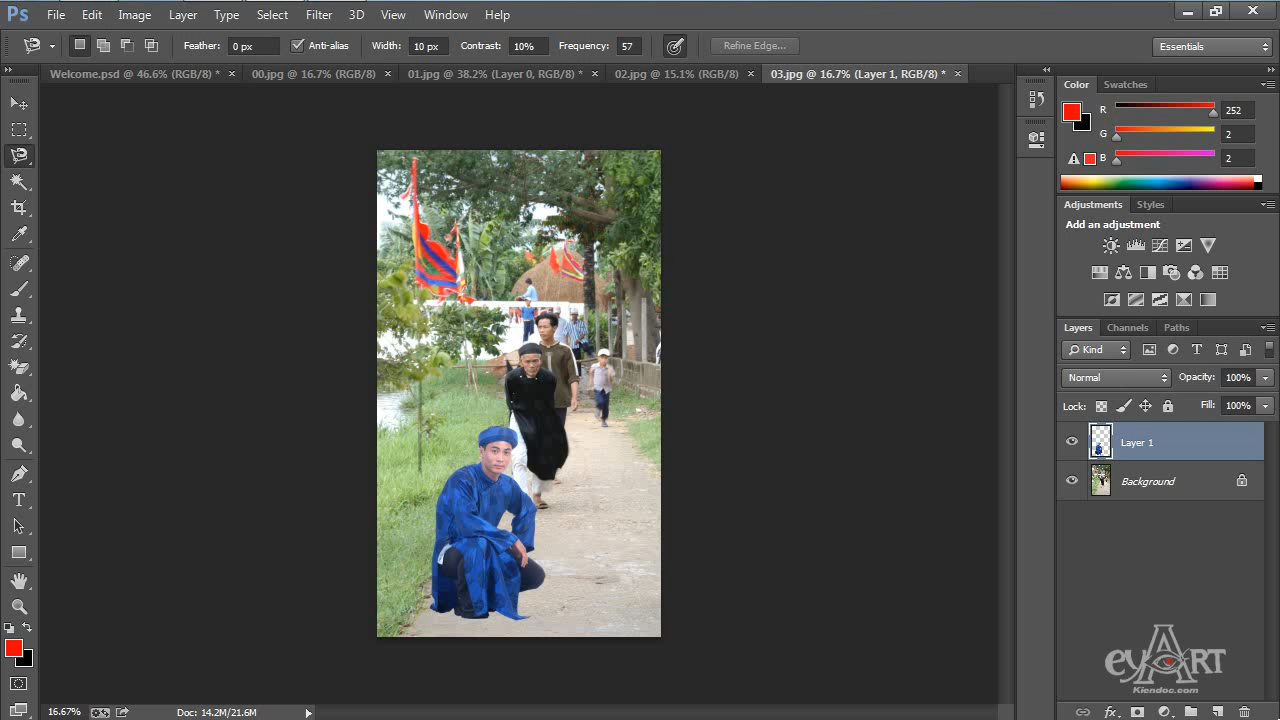 Ps File Edit Image Layer Type Select Filter 3D View Window Help
Feather: 0 px Anti-alias Width: 10 px Contrast: 10% Frequency: 57 Refine Edge... Essentials
Welcome.psd @ 46.6% (RGB/8) * × 00.jpg @ 16.7% (RGB/8) × 01.jpg @ 38.2% (Layer 0, RGB/8) * × 02.jpg @ 15.1% (RGB/8) × 03.jpg @ 16.7% (Layer 1, RGB/8) * ×
Color Swatches
R 252
G 2
B 2
Adjustments Styles
Add an adjustment
Layers Channels Paths
Kind
Normal Opacity: 100%
Lock: Fill: 100%
Layer 1
Background
eyART
Kiendoc.com
16.67% Doc: 14.2M/21.6M
fx